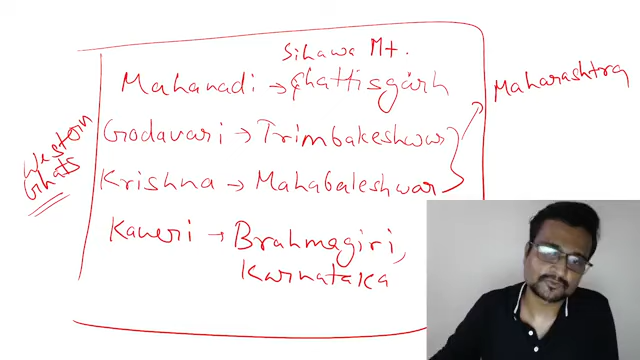 Sihawa Mt.
Mahanadi → Chattisgarh
Maharashtra
Godavari → Trimbakeshwar
Western
Ghats
Krishna → Mahabaleshwar
Kaveri → Brahmagiri,
Karnataka